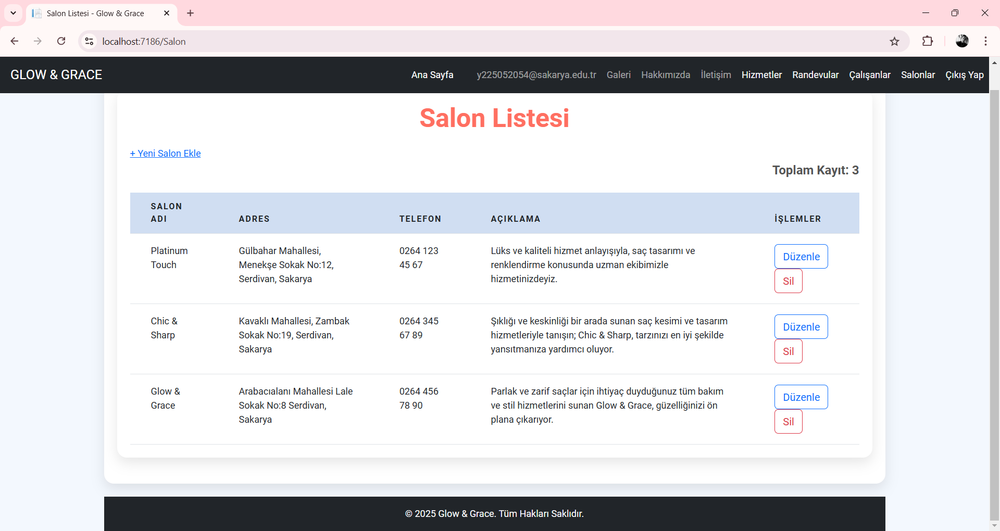 Salon Listesi - Glow & Grace
localhost:7186/Salon
GLOW & GRACE
Ana Sayfa
y225052054@sakarya.edu.tr
Galeri
Hakkımızda
İletişim
Hizmetler
Randevular
Çalışanlar
Salonlar
Çıkış Yap
Salon Listesi
+ Yeni Salon Ekle
Toplam Kayıt: 3
SALON
ADI
ADRES
TELEFON
AÇIKLAMA
İŞLEMLER
Platinum
Touch
Gülbahar Mahallesi,
Menekşe Sokak No:12,
Serdivan, Sakarya
0264 123
45 67
Lüks ve kaliteli hizmet anlayışıyla, saç tasarımı ve
renklendirme konusunda uzman ekibimizle
hizmetinizdeyiz.
Düzenle
Sil
Chic &
Sharp
Kavaklı Mahallesi, Zambak
Sokak No:19, Serdivan,
Sakarya
0264 345
67 89
Şıklığı ve keskinliği bir arada sunan saç kesimi ve tasarım
hizmetleriyle tanışın; Chic & Sharp, tarzınızı en iyi şekilde
yansıtmanıza yardımcı oluyor.
Düzenle
Sil
Glow &
Grace
Arabacıalanı Mahallesi Lale
Sokak No:8 Serdivan,
Sakarya
0264 456
78 90
Parlak ve zarif saçlar için ihtiyaç duyduğunuz tüm bakım
ve stil hizmetlerini sunan Glow & Grace, güzelliğinizi ön
plana çıkarıyor.
Düzenle
Sil
© 2025 Glow & Grace. Tüm Hakları Saklıdır.